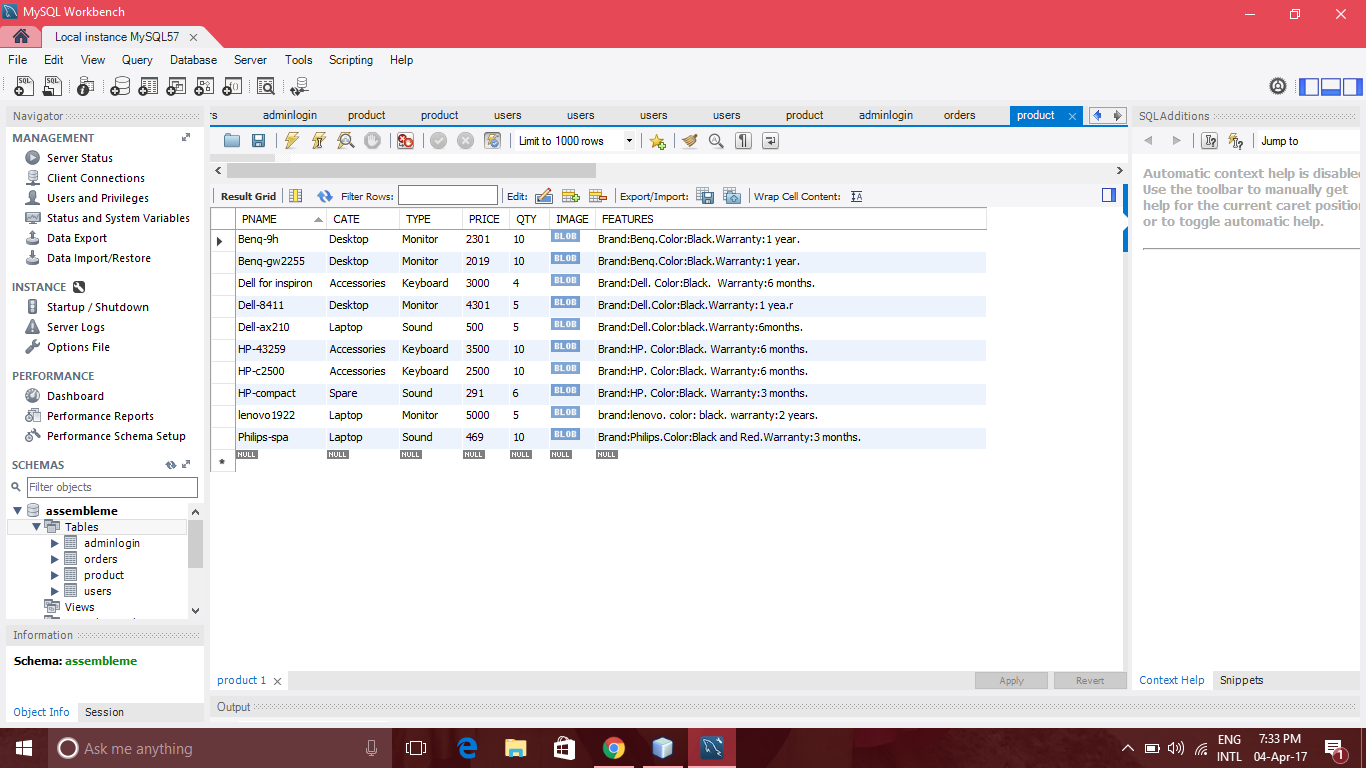 MySQL Workbench
Local instance MySQL57
File Edit View Query Database Server Tools Scripting Help
Navigator
MANAGEMENT
Server Status
Client Connections
Users and Privileges
Status and System Variables
Data Export
Data Import/Restore
INSTANCE
Startup / Shutdown
Server Logs
Options File
PERFORMANCE
Dashboard
Performance Reports
Performance Schema Setup
SCHEMAS
Filter objects
assembleme
Tables
adminlogin
orders
product
users
Views
Information
Schema: assembleme
Object Info Session
rs adminlogin product product users users users users product adminlogin orders product
Limit to 1000 rows
Result Grid Filter Rows: Edit: Export/Import: Wrap Cell Content:
PNAME CATE TYPE PRICE QTY IMAGE FEATURES
Benq-9h Desktop Monitor 2301 10 BLOB Brand:Benq.Color:Black.Warranty:1 year.
Benq-gw2255 Desktop Monitor 2019 10 BLOB Brand:Benq.Color:Black.Warranty:1 year.
Dell for inspiron Accessories Keyboard 3000 4 BLOB Brand:Dell. Color:Black.  Warranty:6 months.
Dell-8411 Desktop Monitor 4301 5 BLOB Brand:Dell.Color:Black.Warranty:1 yea.r
Dell-ax210 Laptop Sound 500 5 BLOB Brand:Dell.Color:black.Warranty:6months.
HP-43259 Accessories Keyboard 3500 10 BLOB Brand:HP. Color:Black. Warranty:6 months.
HP-c2500 Accessories Keyboard 2500 10 BLOB Brand:HP. Color:Black. Warranty:6 months.
HP-compact Spare Sound 291 6 BLOB Brand:HP. Color:Black. Warranty:3 months.
lenovo1922 Laptop Monitor 5000 5 BLOB brand:lenovo. color: black. warranty:2 years.
Philips-spa Laptop Sound 469 10 BLOB Brand:Philips.Color:Black and Red.Warranty:3 months.
NULL NULL NULL NULL NULL NULL NULL
product 1
Apply Revert
Output
SQLAdditions
Jump to
Automatic context help is disable
Use the toolbar to manually get
help for the current caret position
or to toggle automatic help.
Context Help Snippets
Ask me anything
ENG
INTL
7:33 PM
04-Apr-17
1